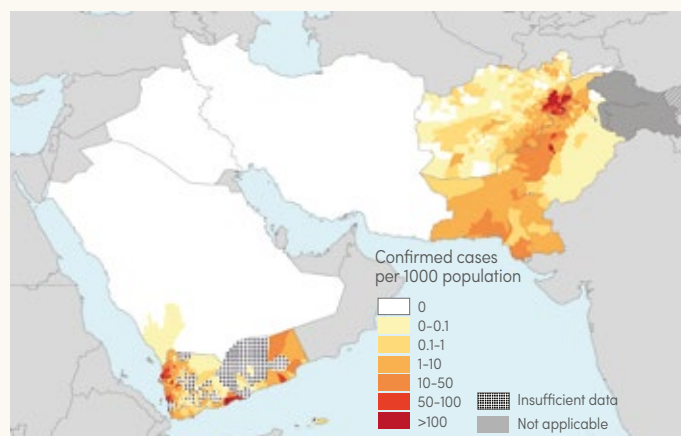 Confirmed cases
per 1000 population
0
0–0.1
0.1–1
1–10
10–50
50–100
>100
Insufficient data
Not applicable